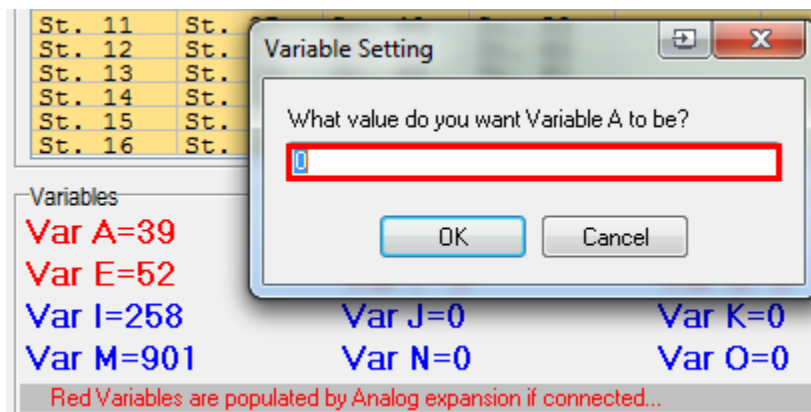 St. 11 St.
St. 12 St.
St. 13 St.
St. 14 St.
St. 15 St.
St. 16 St.
Variable Setting
X
What value do you want Variable A to be?
0
OK Cancel
Variables
Var A=39
Var E=52
Var I=258 Var J=0 Var K=0
Var M=901 Var N=0 Var O=0
Red Variables are populated by Analog expansion if connected...